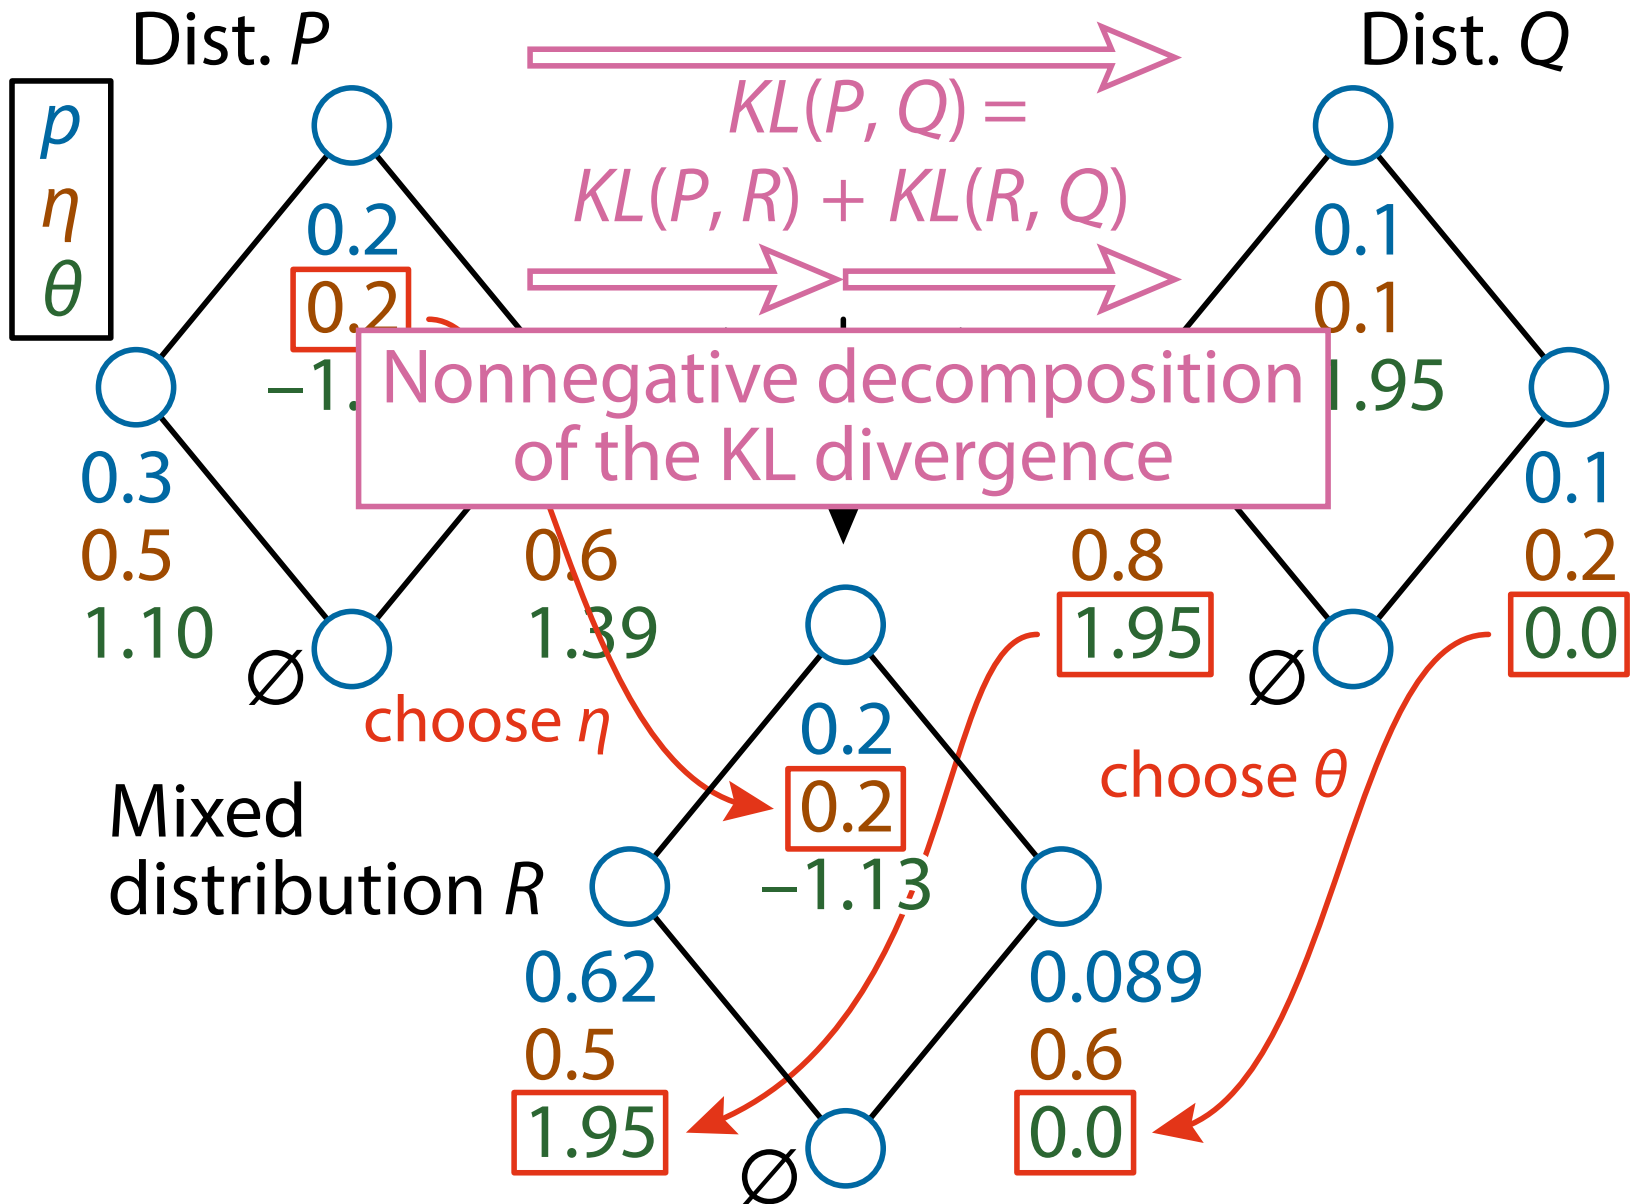 Dist. P
Dist. Q
p
η
θ
KL(P, Q) =
KL(P, R) + KL(R, Q)
0.2
0.2
0.1
0.1
1.95
Nonnegative decomposition
of the KL divergence
0.3
0.5
1.10
0.6
1.39
0.8
1.95
0.1
0.2
0.0
Ø
Ø
choose η
choose θ
Mixed
distribution R
0.2
0.2
–1.13
0.62
0.5
1.95
0.089
0.6
0.0
Ø